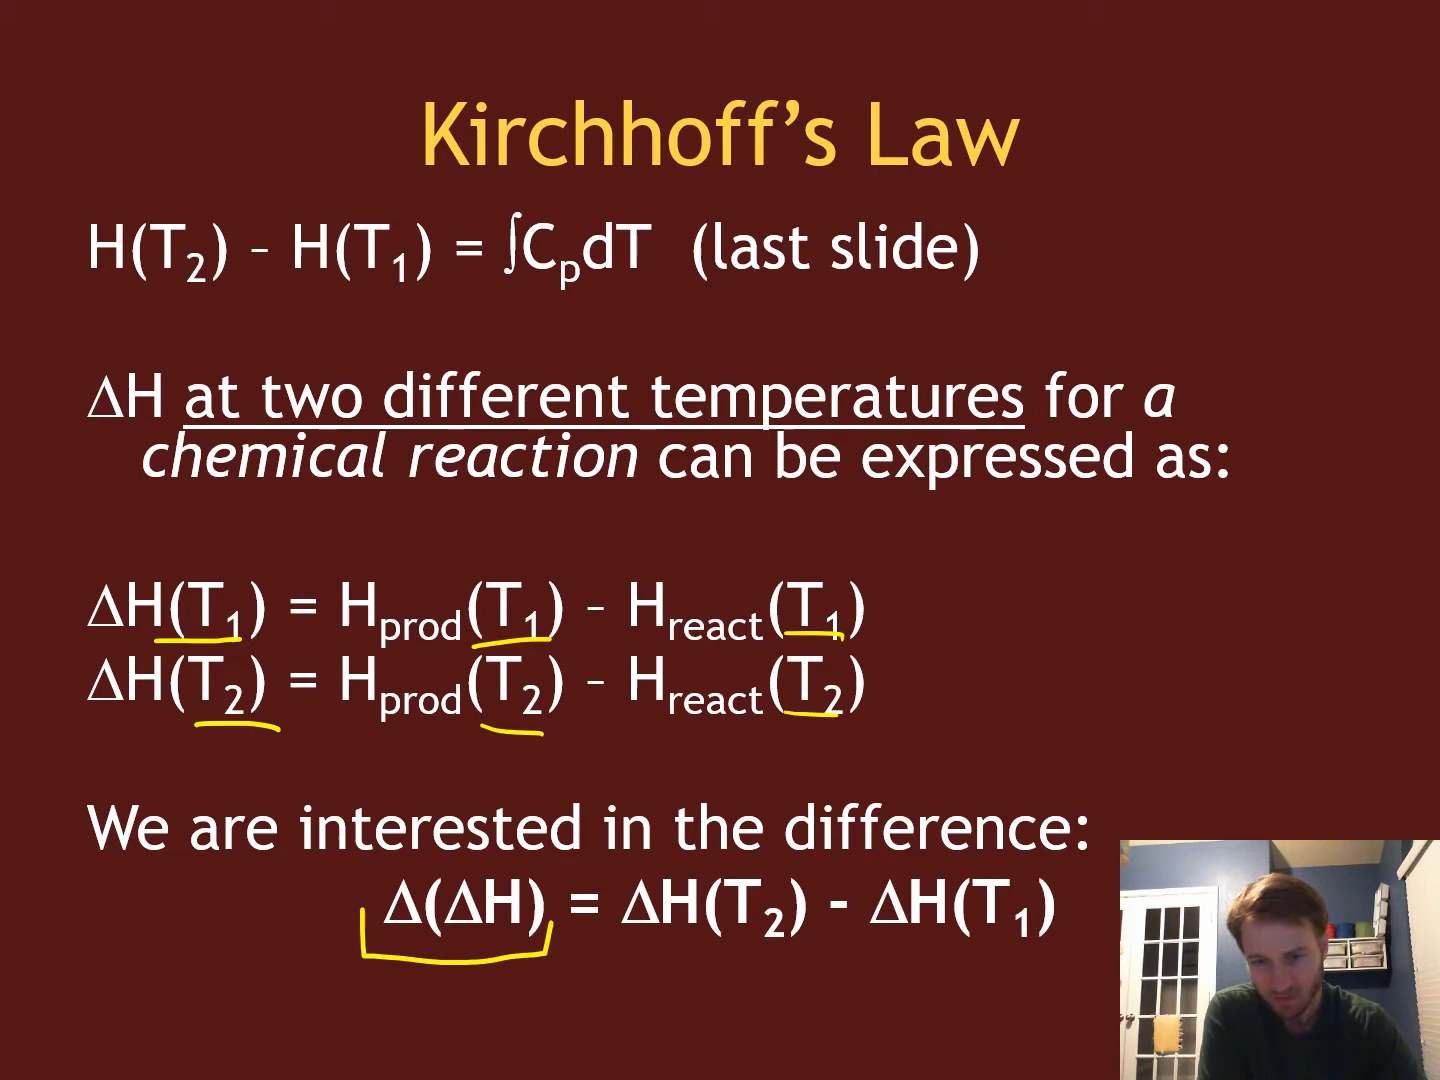 Kirchhoff’s Law
H(T₂) – H(T₁) = ∫CₚdT (last slide)
ΔH at two different temperatures for a
chemical reaction can be expressed as:
ΔH(T₁) = Hprod(T₁) – Hreact(T₁)
ΔH(T₂) = Hprod(T₂) – Hreact(T₂)
We are interested in the difference:
Δ(ΔH) = ΔH(T₂) - ΔH(T₁)